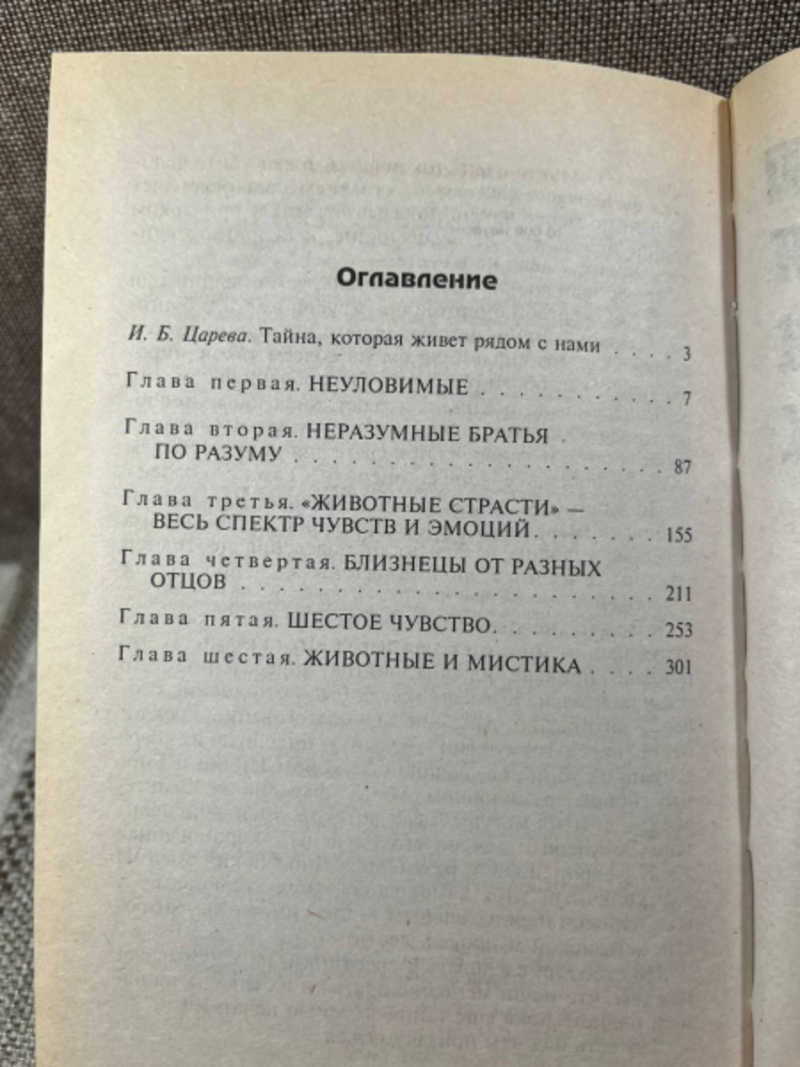 Оглавление
И. Б. Царева. Тайна, которая живет рядом с нами . . . . 3
Глава первая. НЕУЛОВИМЫЕ . . . . . . . . . . . 7
Глава вторая. НЕРАЗУМНЫЕ БРАТЬЯ
ПО РАЗУМУ . . . . . . . . . . . . . . . . . . 87
Глава третья. «ЖИВОТНЫЕ СТРАСТИ» —
ВЕСЬ СПЕКТР ЧУВСТВ И ЭМОЦИЙ. . . . . . . 155
Глава четвертая. БЛИЗНЕЦЫ ОТ РАЗНЫХ
ОТЦОВ . . . . . . . . . . . . . . . . . . . . 211
Глава пятая. ШЕСТОЕ ЧУВСТВО. . . . . . . . . 253
Глава шестая. ЖИВОТНЫЕ И МИСТИКА . . . . 301